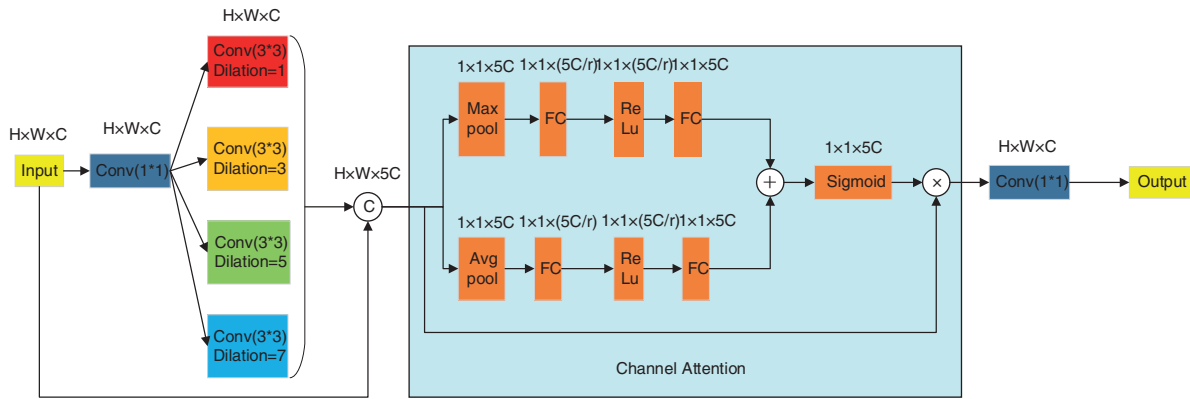 H×W×C
Conv(3*3)
Dilation=1
H×W×C
Input
H×W×C
Conv(1*1)
Conv(3*3)
Dilation=3
Conv(3*3)
Dilation=5
Conv(3*3)
Dilation=7
H×W×5C
C
1×1×5C
1×1×(5C/r)
1×1×(5C/r)
1×1×5C
Max
pool
FC
Re
Lu
FC
1×1×5C
1×1×(5C/r)
1×1×(5C/r)
1×1×5C
Avg
pool
FC
Re
Lu
FC
+
1×1×5C
Sigmoid
×
Channel Attention
H×W×C
Conv(1*1)
Output